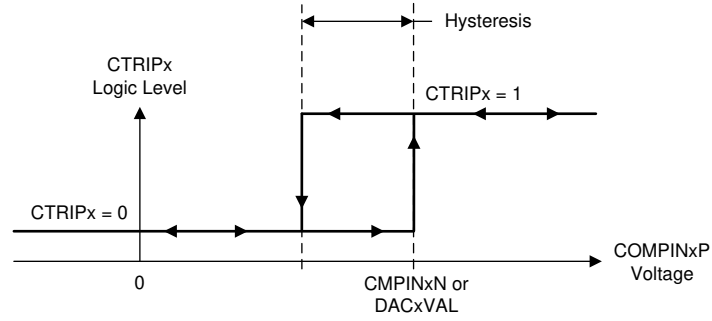 Hysteresis
CTRIPx
Logic Level
CTRIPx = 1
CTRIPx = 0
COMPINxP
Voltage
0
CMPINxN or
DACxVAL